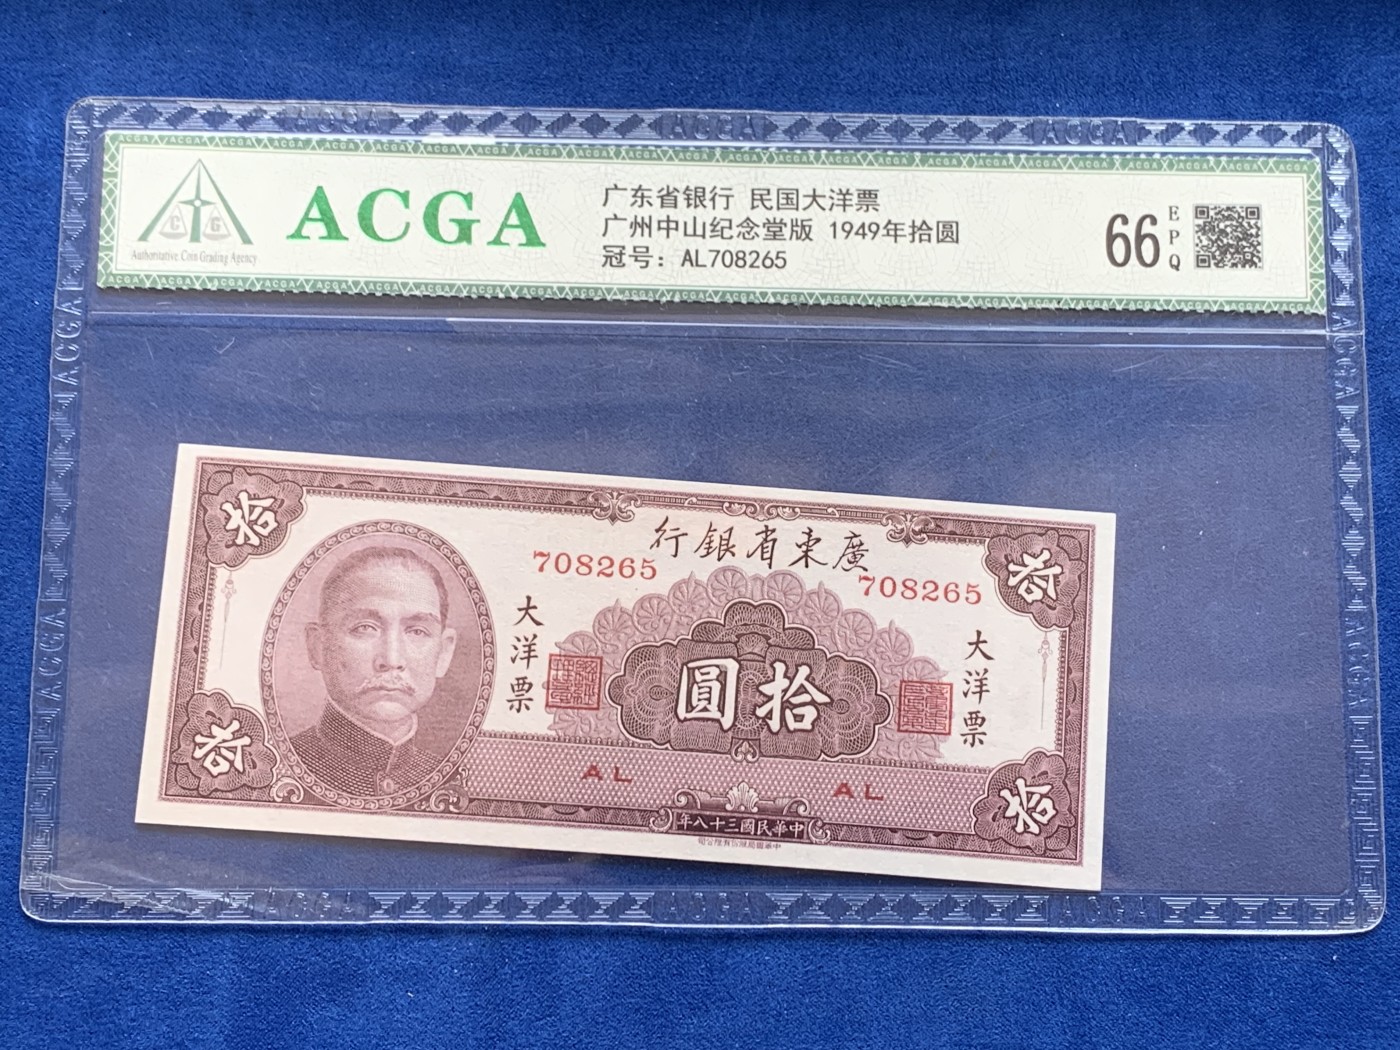 ACGA
Authoritative Coin Grading Agency
广东省银行 民国大洋票
广州中山纪念堂版 1949年拾圆
冠号：AL708265
66
EPQ
行銀省東廣
708265
708265
拾
拾
大洋票
大洋票
圓拾
拾
拾
AL
AL
年八十三國民華中